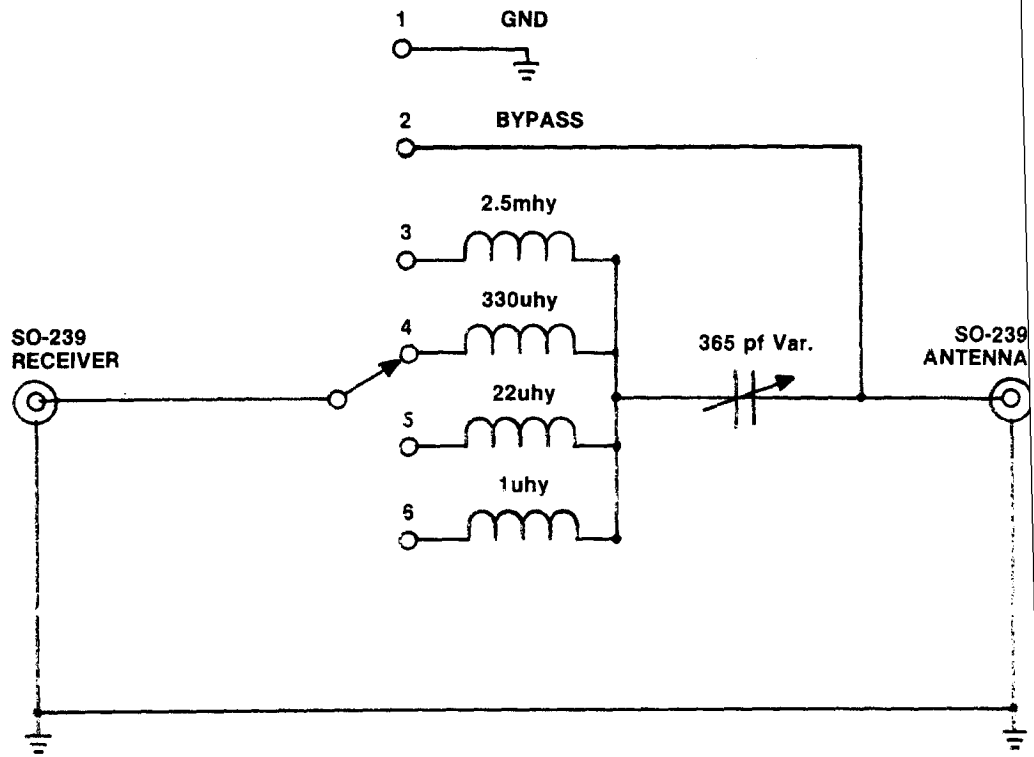 1 GND
2 BYPASS
2.5mhy
3
330uhy
4
SO-239
RECEIVER
365 pf Var.
SO-239
ANTENNA
22uhy
5
1uhy
6